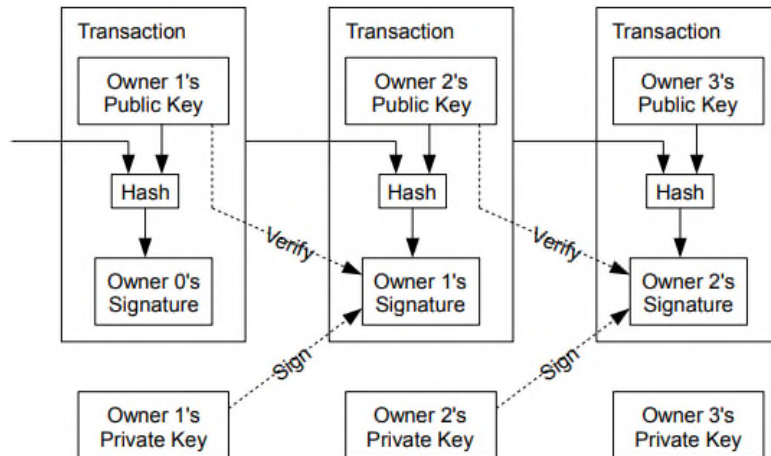 Transaction
Owner 1's
Public Key
Hash
Owner 0's
Signature
Verify
Transaction
Owner 2's
Public Key
Hash
Owner 1's
Signature
Verify
Transaction
Owner 3's
Public Key
Hash
Owner 2's
Signature
Sign
Sign
Owner 1's
Private Key
Owner 2's
Private Key
Owner 3's
Private Key